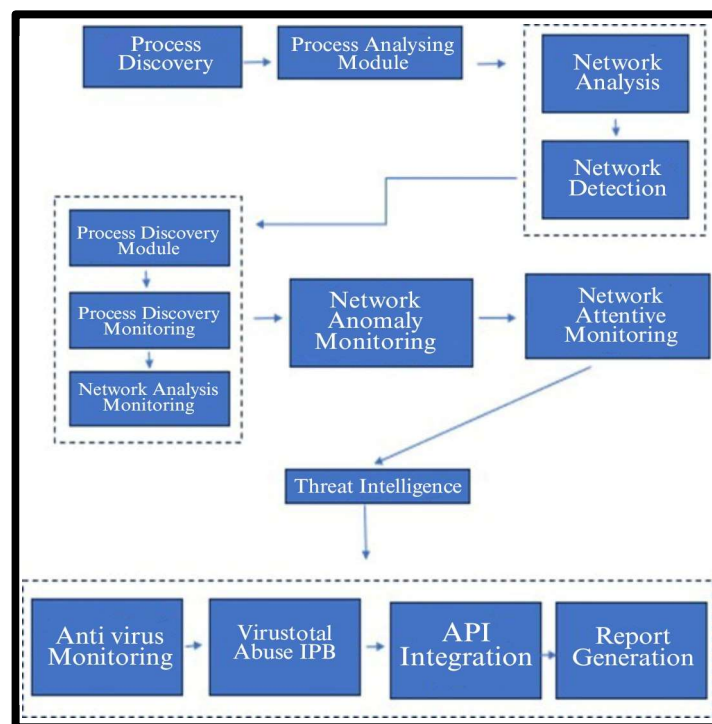 Process
Discovery
Process Analysing
Module
Network
Analysis
Network
Detection
Process Discovery
Module
Process Discovery
Monitoring
Network Analysis
Monitoring
Network
Anomaly
Monitoring
Network
Attentive
Monitoring
Threat Intelligence
Anti virus
Monitoring
Virustotal
Abuse IPB
API
Integration
Report
Generation